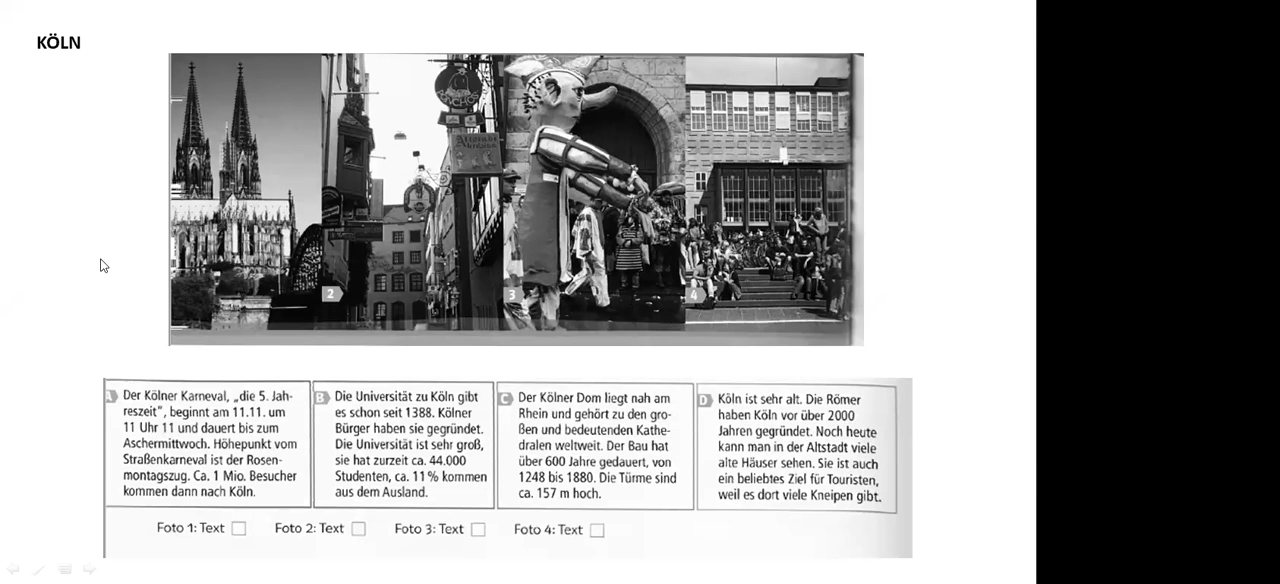 KÖLN
2
3
4
A Der Kölner Karneval, „die 5. Jah-
reszeit", beginnt am 11.11. um
11 Uhr 11 und dauert bis zum
Aschermittwoch. Höhepunkt vom
Straßenkarneval ist der Rosen-
montagszug. Ca. 1 Mio. Besucher
kommen dann nach Köln.
B Die Universität zu Köln gibt
es schon seit 1388. Kölner
Bürger haben sie gegründet.
Die Universität ist sehr groß,
sie hat zurzeit ca. 44.000
Studenten, ca. 11 % kommen
aus dem Ausland.
C Der Kölner Dom liegt nah am
Rhein und gehört zu den gro-
ßen und bedeutenden Kathe-
dralen weltweit. Der Bau hat
über 600 Jahre gedauert, von
1248 bis 1880. Die Türme sind
ca. 157 m hoch.
D Köln ist sehr alt. Die Römer
haben Köln vor über 2000
Jahren gegründet. Noch heute
kann man in der Altstadt viele
alte Häuser sehen. Sie ist auch
ein beliebtes Ziel für Touristen,
weil es dort viele Kneipen gibt.
Foto 1: Text
Foto 2: Text
Foto 3: Text
Foto 4: Text